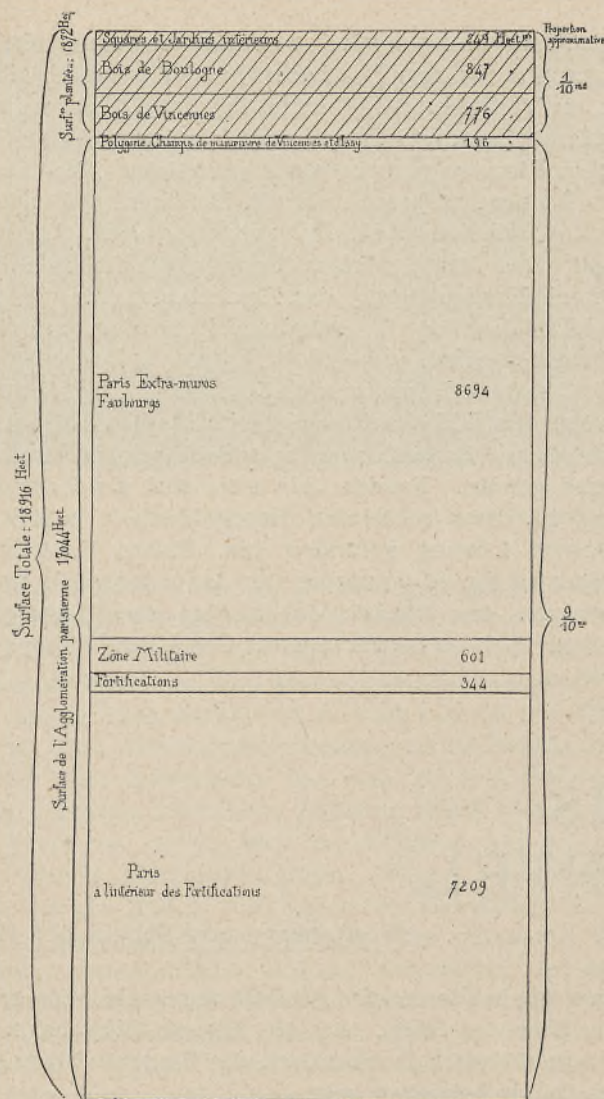 Surf.ce plantée : 1872 Hect
Squares et Jardins intérieurs 249 Hect.res
Proportion approximative
Bois de Boulogne 847
1/10me
Bois de Vincennes 776
Polygone, Champs de manœuvre de Vincennes et d'Issy 196
Paris Extra-muros 8694
Faubourgs
Surface Totale : 18916 Hect
Surface de l'Agglomération parisienne 17044 Hect.
9/10me
Zône Militaire 601
Fortifications 344
Paris
a l'intérieur des Fortifications 7209